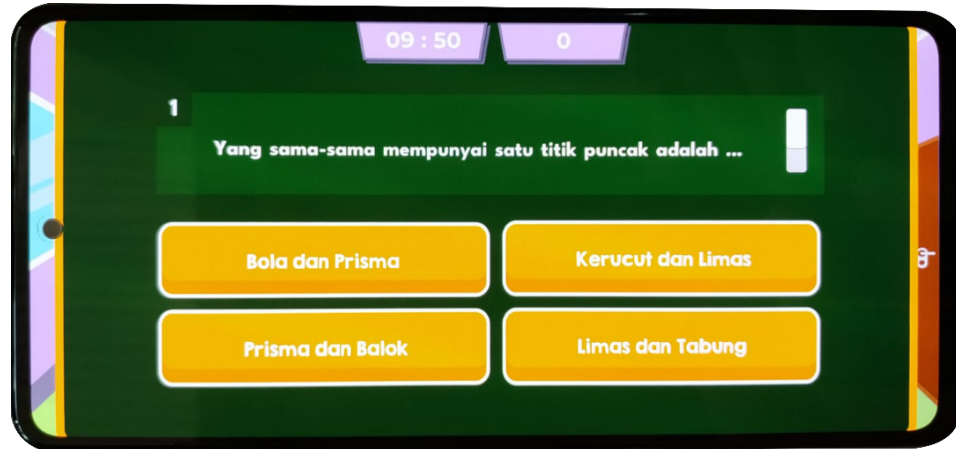 09 : 50
0
1
Yang sama-sama mempunyai satu titik puncak adalah ...
Bola dan Prisma
Kerucut dan Limas
Prisma dan Balok
Limas dan Tabung